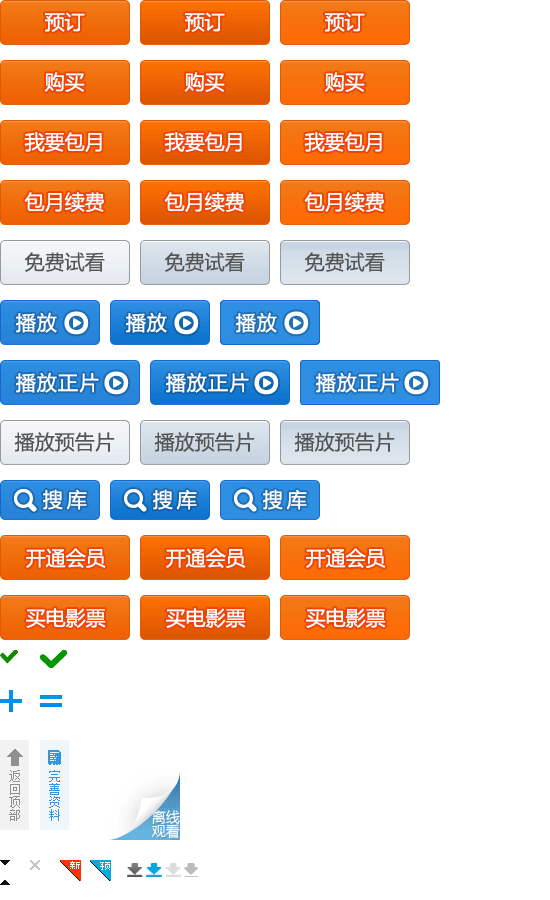 预订 预订 预订
购买 购买 购买
我要包月 我要包月 我要包月
包月续费 包月续费 包月续费
免费试看 免费试看 免费试看
播放 播放 播放
播放正片 播放正片 播放正片
播放预告片 播放预告片 播放预告片
搜库 搜库 搜库
开通会员 开通会员 开通会员
买电影票 买电影票 买电影票
返回顶部
完善资料
离线
观看
新 预